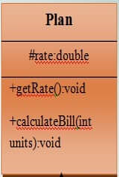 Plan
#rate:double
+getRate():void
+calculateBill(int
units):void